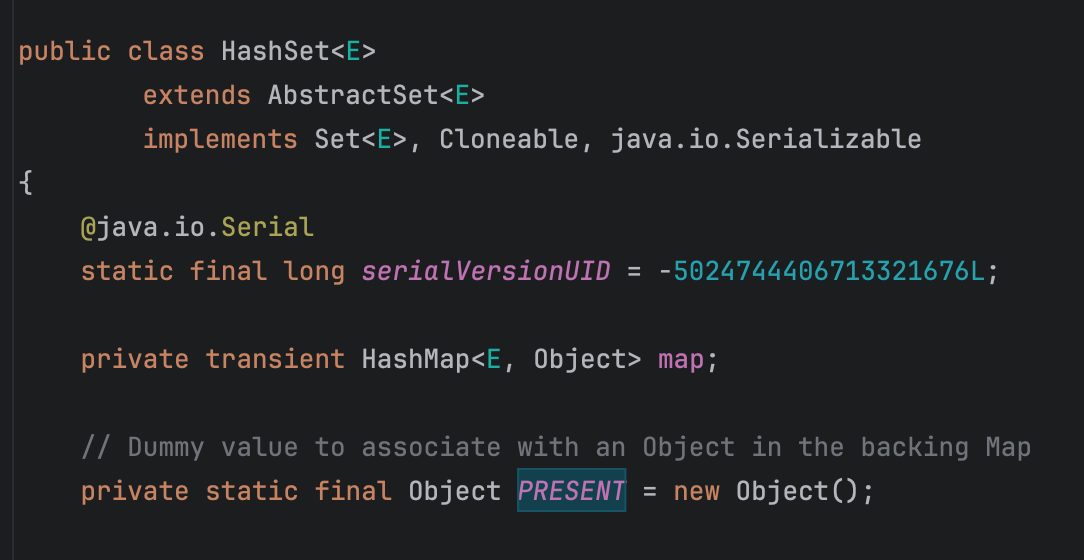 public class HashSet<E>
        extends AbstractSet<E>
        implements Set<E>, Cloneable, java.io.Serializable
{
    @java.io.Serial
    static final long serialVersionUID = -5024744406713321676L;

    private transient HashMap<E, Object> map;

    // Dummy value to associate with an Object in the backing Map
    private static final Object PRESENT = new Object();